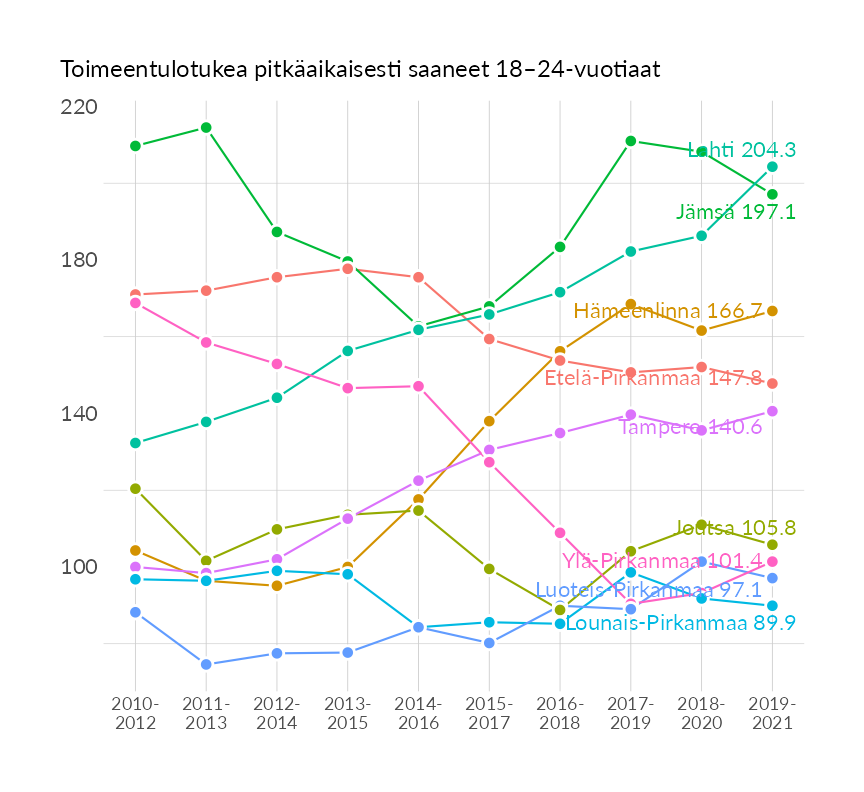 Toimeentulotukea pitkäaikaisesti saaneet 18–24-vuotiaat
220
Lahti 204.3
Jämsä 197.1
180
Hämeenlinna 166.7
Etelä-Pirkanmaa 147.8
140
Tampere 140.6
Joutsa 105.8
Ylä-Pirkanmaa 101.4
100
Luoteis-Pirkanmaa 97.1
Lounais-Pirkanmaa 89.9
2010- 2011- 2012- 2013- 2014- 2015- 2016- 2017- 2018- 2019-
2012 2013 2014 2015 2016 2017 2018 2019 2020 2021